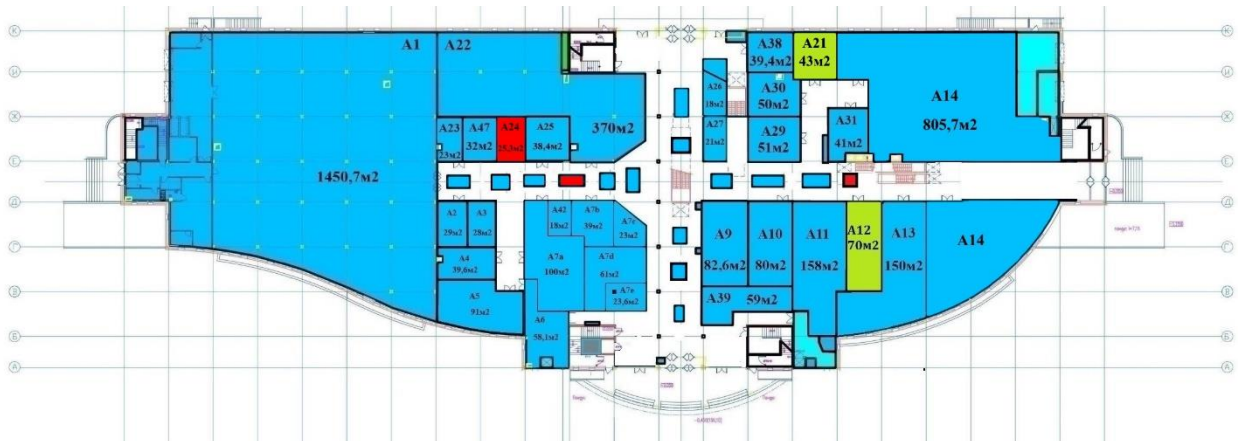 А1
А22
А38
39,4м2
А21
43м2
А26
18м2
А30
50м2
А14
805,7м2
370м2
А23
23м2
А47
32м2
А24
25,3м2
А25
38,4м2
А27
21м2
А29
51м2
А31
41м2
1450,7м2
А2
29м2
А3
28м2
А42
18м2
А7b
39м2
А7c
23м2
А4
39,6м2
А7a
100м2
А7d
61м2
А9
82,6м2
А10
80м2
А11
158м2
А12
70м2
А13
150м2
А14
А5
91м2
А7e
23,6м2
А39 59м2
А6
58,1м2
К
К
И
И
Ж
Ж
Е
Е
Д
Д
Г
Г
В
В
Б
Б
А
А